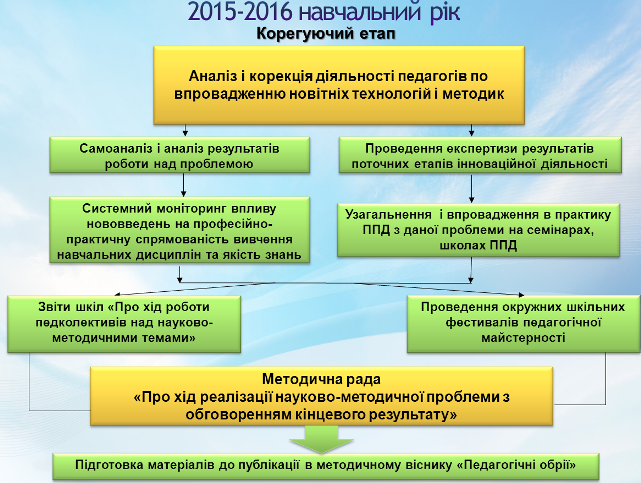 2015-2016 навчальний рік
Корегуючий етап
Аналіз і корекція діяльності педагогів по
впровадженню новітніх технологій і методик
Самоаналіз і аналіз результатів
роботи над проблемою
Проведення експертизи результатів
поточних етапів інноваційної діяльності
Системний моніторинг впливу
нововведень на професійно-
практичну спрямованість вивчення
навчальних дисциплін та якість знань
Узагальнення і впровадження в практику
ППД з даної проблеми на семінарах,
школах ППД
Звіти шкіл «Про хід роботи
педколективів над науково-
методичними темами»
Проведення окружних шкільних
фестивалів педагогічної
майстерності
Методична рада
«Про хід реалізації науково-методичної проблеми з
обговоренням кінцевого результату»
Підготовка матеріалів до публікації в методичному віснику «Педагогічні обрії»